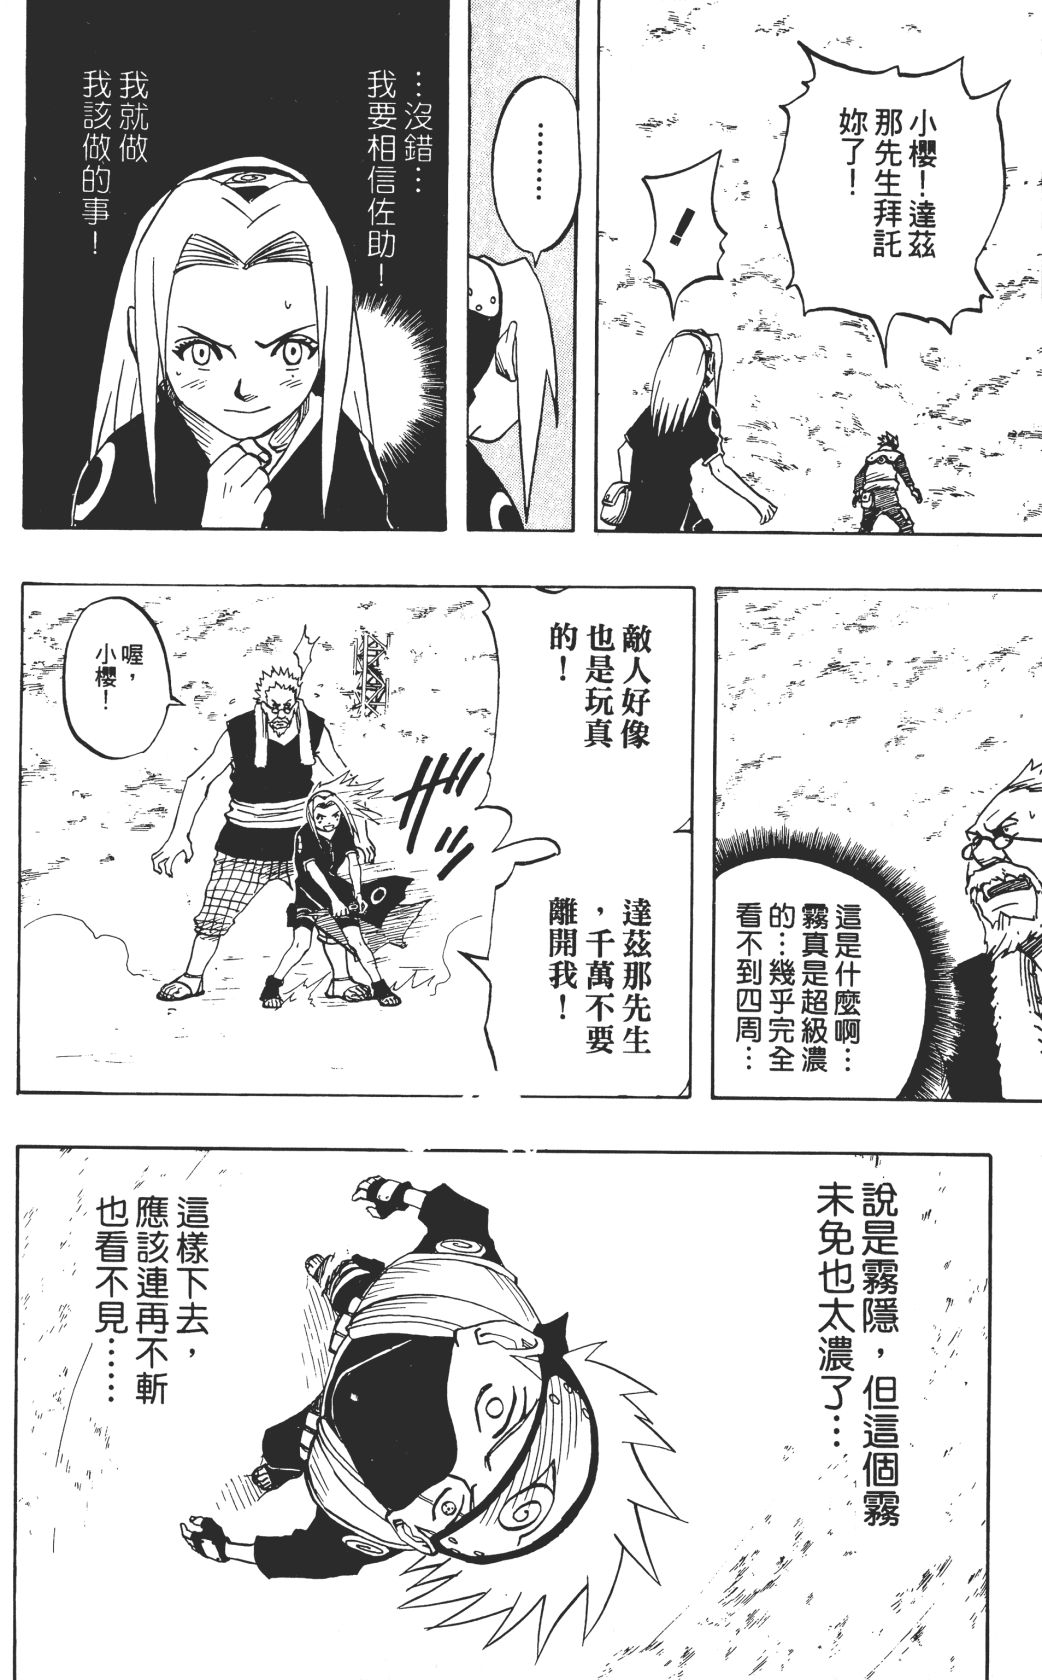 小櫻！達茲
那先生拜託
妳了！
！
………
…沒錯…
我要相信佐助！
我就做
我該做的事！
這是什麼啊…
霧真是超級濃
的…幾乎完全
看不到四周…
敵人好像
也是玩真
的！
達茲那先生
，千萬不要
離開我！
喔，
小櫻！
說是霧隱，但這個霧
未免也太濃了…
這樣下去，
應該連再不斬
也看不見……